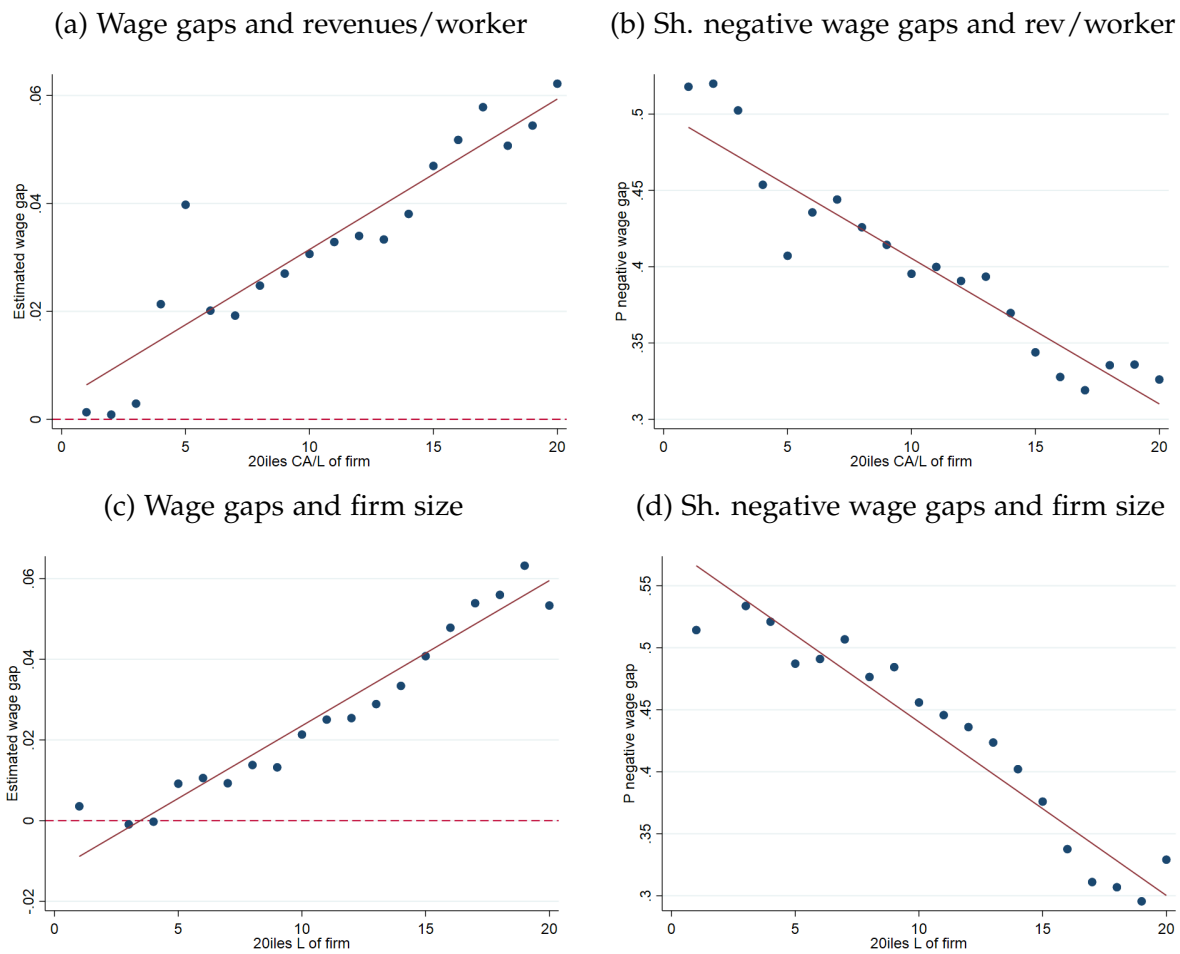 (a) Wage gaps and revenues/worker
Estimated wage gap
.06
.04
.02
0
0 5 10 15 20
20iles CA/L of firm
(b) Sh. negative wage gaps and rev/worker
P negative wage gap
.5
.45
.4
.35
.3
0 5 10 15 20
20iles CA/L of firm
(c) Wage gaps and firm size
Estimated wage gap
.06
.04
.02
0
-.02
0 5 10 15 20
20iles L of firm
(d) Sh. negative wage gaps and firm size
P negative wage gap
.55
.5
.45
.4
.35
.3
0 5 10 15 20
20iles L of firm